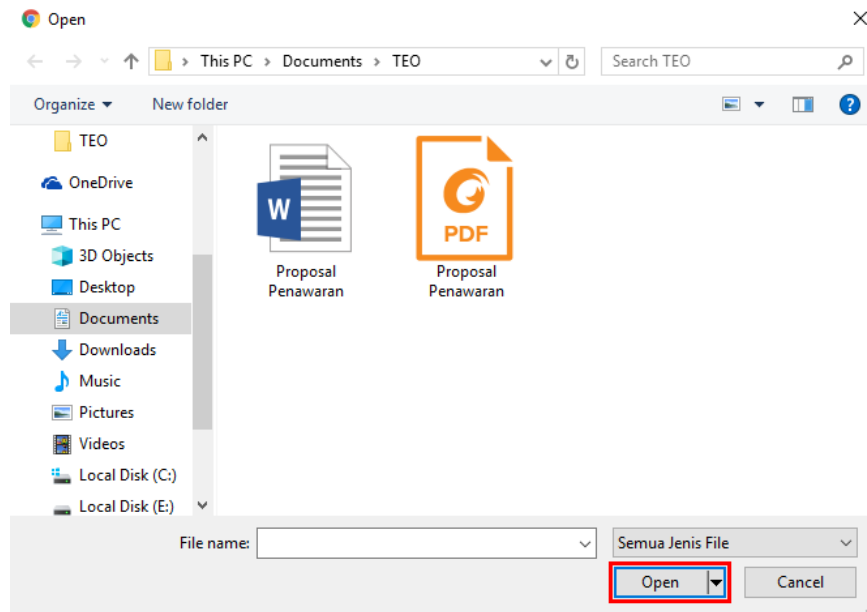 Open
This PC > Documents > TEO
Search TEO
Organize
New folder
TEO
OneDrive
This PC
3D Objects
Desktop
Documents
Downloads
Music
Pictures
Videos
Local Disk (C:)
Local Disk (E:)
W
Proposal
Penawaran
PDF
Proposal
Penawaran
File name:
Semua Jenis File
Open
Cancel